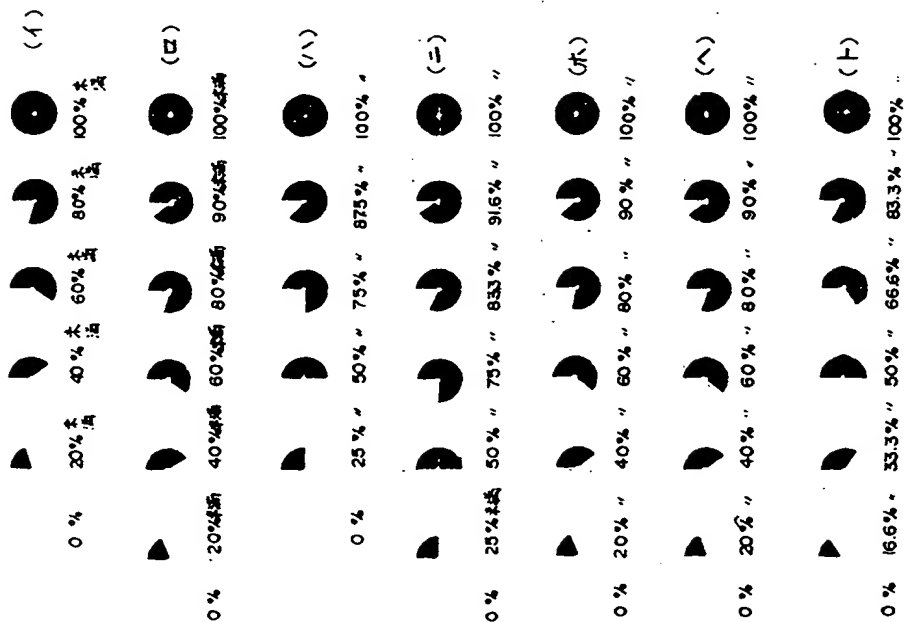 (イ)
0% 20%未満 40%未満 60%未満 80%未満 100%未満
(ロ)
0% 20%未満 40%未満 60%未満 80%未満 90%未満 100%未満
(ハ)
0% 25%〃 50%〃 75%〃 875%〃 100%〃
(ニ)
0% 25%未満 50%〃 75%〃 83.3%〃 91.6%〃 100%〃
(ホ)
0% 20%〃 40%〃 60%〃 80%〃 90%〃 100%〃
(ヘ)
0% 20%〃 40%〃 60%〃 80%〃 90%〃 100%〃
(ト)
0% 16.6%〃 33.3%〃 50%〃 66.6%〃 83.3%〃 100%〃